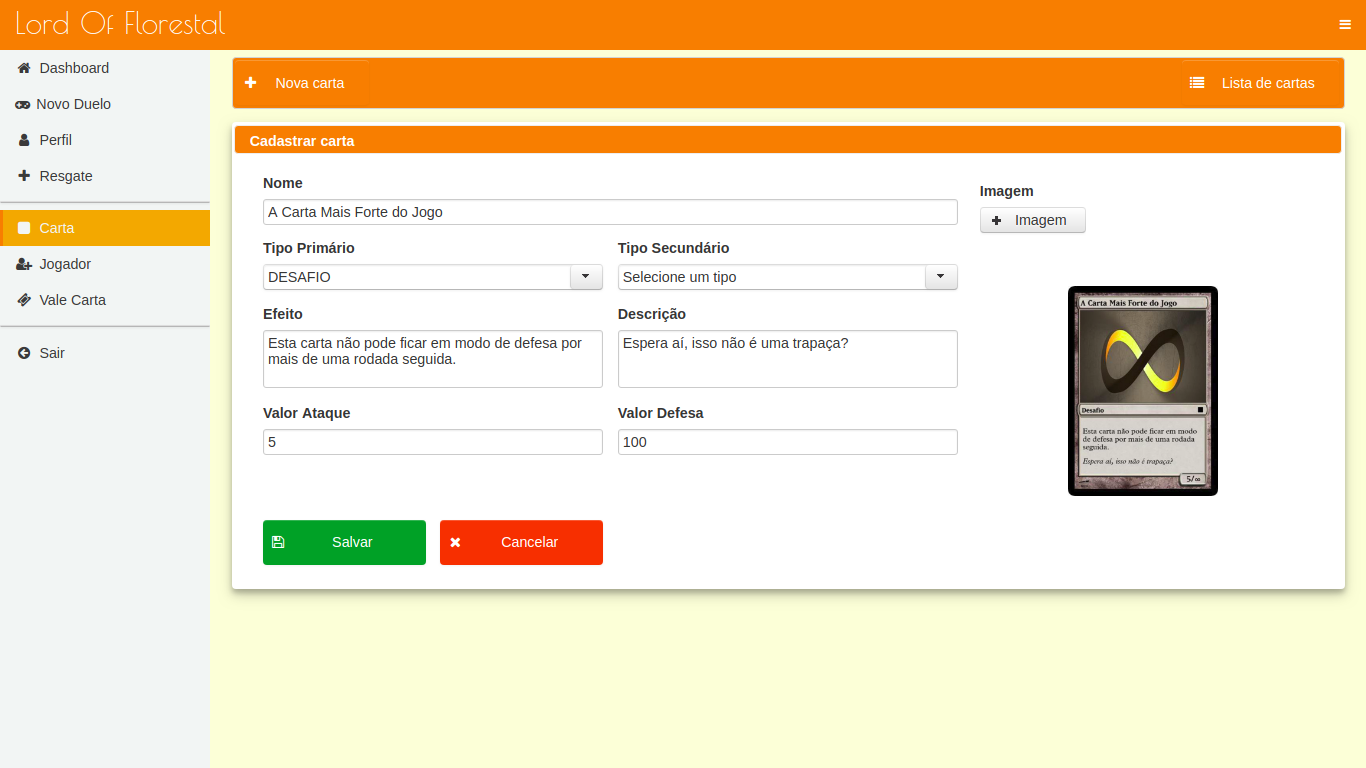 Lord Of Florestal
Dashboard
Novo Duelo
Perfil
Resgate
Carta
Jogador
Vale Carta
Sair
Nova carta
Lista de cartas
Cadastrar carta
Nome
A Carta Mais Forte do Jogo
Tipo Primário
Tipo Secundário
DESAFIO
Selecione um tipo
Efeito
Descrição
Esta carta não pode ficar em modo de defesa por
mais de uma rodada seguida.
Espera aí, isso não é uma trapaça?
Valor Ataque
Valor Defesa
5
100
Salvar
Cancelar
Imagem
Imagem
A Carta Mais Forte do Jogo
Desafio
Esta carta não pode ficar em modo
de defesa por mais de uma rodada
seguida.
Espera aí, isso não é trapaça?
5/∞